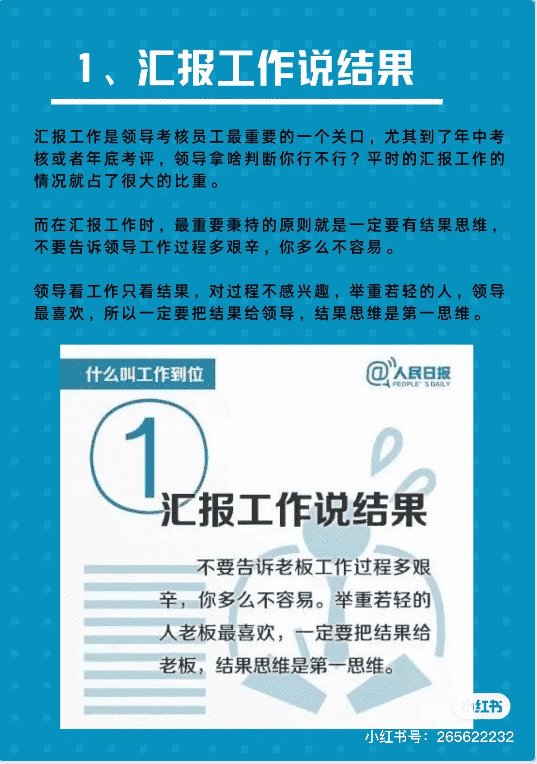 1、汇报工作说结果
汇报工作是领导考核员工最重要的一个关口，尤其到了年中考
核或者年底考评，领导拿啥判断你行不行？平时的汇报工作的
情况就占了很大的比重。
而在汇报工作时，最重要秉持的原则就是一定要有结果思维，
不要告诉领导工作过程多艰辛，你多么不容易。
领导看工作只看结果，对过程不感兴趣，举重若轻的人，领导
最喜欢，所以一定要把结果给领导，结果思维是第一思维。
什么叫工作到位
@人民日报
PEOPLE'S DAILY
1
汇报工作说结果
不要告诉老板工作过程多艰
辛，你多么不容易。举重若轻的
人老板最喜欢，一定要把结果给
老板，结果思维是第一思维。
小红书
小红书号：265622232